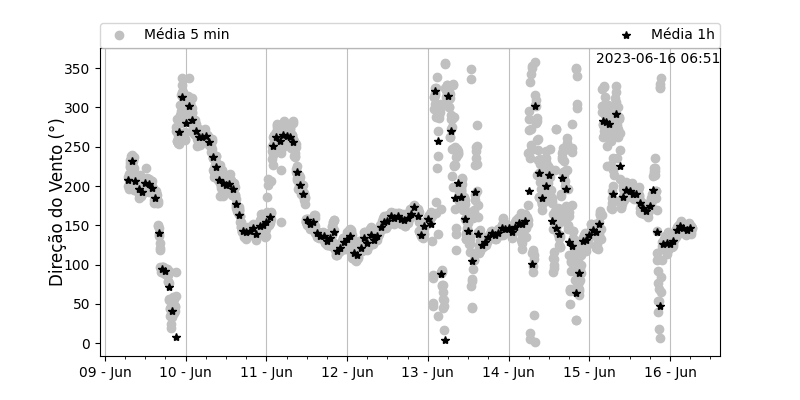 Média 5 min
Média 1h
2023-06-16 06:51
Direção do Vento (°)
350
300
250
200
150
100
50
0
09 - Jun
10 - Jun
11 - Jun
12 - Jun
13 - Jun
14 - Jun
15 - Jun
16 - Jun